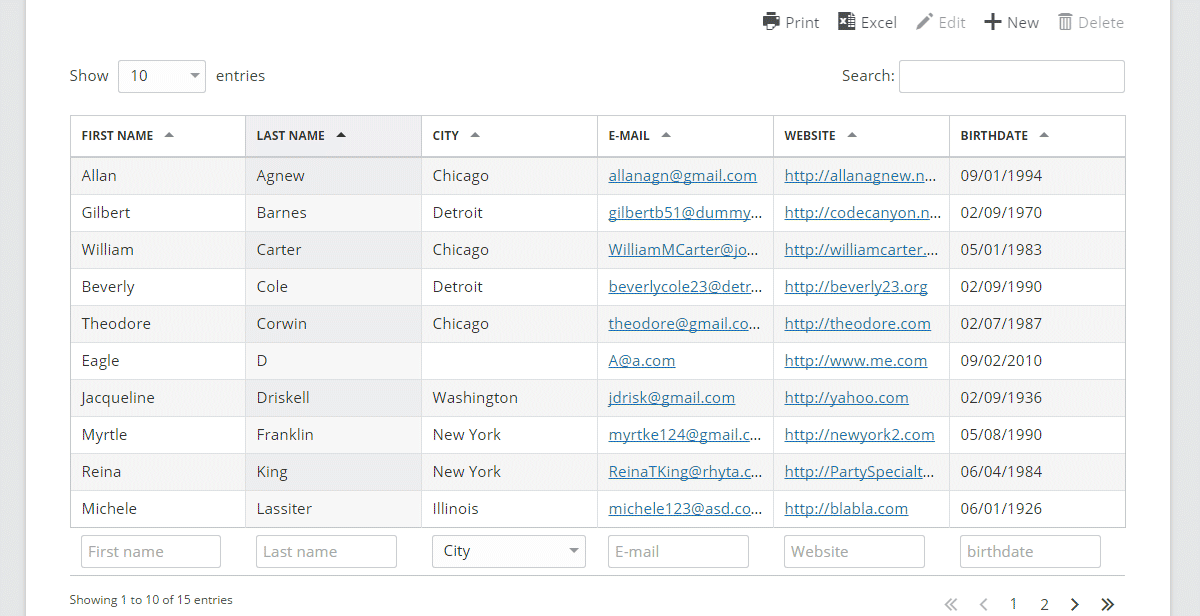 Print Excel Edit New Delete
Show 10 entries Search:
FIRST NAME LAST NAME CITY E-MAIL WEBSITE BIRTHDATE
Allan Agnew Chicago allanagn@gmail.com http://allanagnew.n... 09/01/1994
Gilbert Barnes Detroit gilbertb51@dummy... http://codecanyon.n... 02/09/1970
William Carter Chicago WilliamMCarter@jo... http://williamcarter.... 05/01/1983
Beverly Cole Detroit beverlycole23@detr... http://beverly23.org 02/09/1990
Theodore Corwin Chicago theodore@gmail.co... http://theodore.com 02/07/1987
Eagle D A@a.com http://www.me.com 09/02/2010
Jacqueline Driskell Washington jdrisk@gmail.com http://yahoo.com 02/09/1936
Myrtle Franklin New York myrtke124@gmail.c... http://newyork2.com 05/08/1990
Reina King New York ReinaTKing@rhyta.c... http://PartySpecialt... 06/04/1984
Michele Lassiter Illinois michele123@asd.co... http://blabla.com 06/01/1926
First name Last name City E-mail Website birthdate
Showing 1 to 10 of 15 entries 1 2